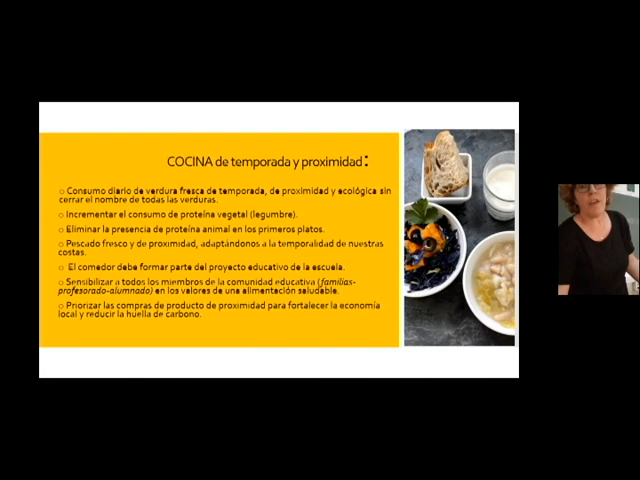 COCINA de temporada y proximidad:
○ Consumo diario de verdura fresca de temporada, de proximidad y ecológica sin
cerrar el nombre de todas las verduras.
○ Incrementar el consumo de proteína vegetal (legumbre).
○ Eliminar la presencia de proteína animal en los primeros platos.
○ Pescado fresco y de proximidad, adaptándonos a la temporalidad de nuestras
costas.
○ El comedor debe formar parte del proyecto educativo de la escuela.
○ Sensibilizar a todos los miembros de la comunidad educativa (familias-
profesorado-alumnado) en los valores de una alimentación saludable.
○ Priorizar las compras de producto de proximidad para fortalecer la economía
local y reducir la huella de carbono.